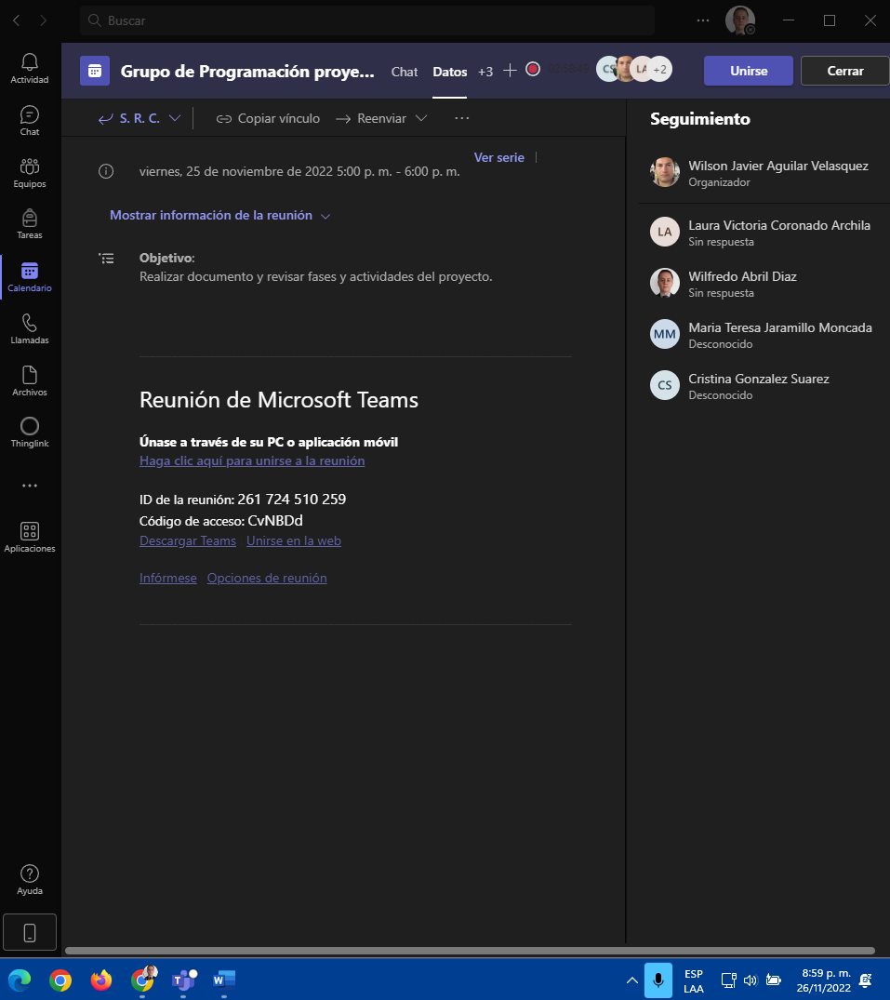 Buscar
Actividad
Chat
Equipos
Tareas
Calendario
Llamadas
Archivos
Thinglink
Aplicaciones
Ayuda
Grupo de Programación proye...
Chat
Datos
+3
CS
LA
+2
Unirse
Cerrar
S. R. C.
Copiar vínculo
Reenviar
viernes, 25 de noviembre de 2022 5:00 p. m. - 6:00 p. m.
Ver serie
Mostrar información de la reunión
Objetivo:
Realizar documento y revisar fases y actividades del proyecto.
Reunión de Microsoft Teams
Únase a través de su PC o aplicación móvil
Haga clic aquí para unirse a la reunión
ID de la reunión: 261 724 510 259
Código de acceso: CvNBDd
Descargar Teams Unirse en la web
Infórmese Opciones de reunión
Seguimiento
Wilson Javier Aguilar Velasquez
Organizador
LA
Laura Victoria Coronado Archila
Sin respuesta
Wilfredo Abril Diaz
Sin respuesta
MM
Maria Teresa Jaramillo Moncada
Desconocido
CS
Cristina Gonzalez Suarez
Desconocido
ESP
LAA
8:59 p. m.
26/11/2022